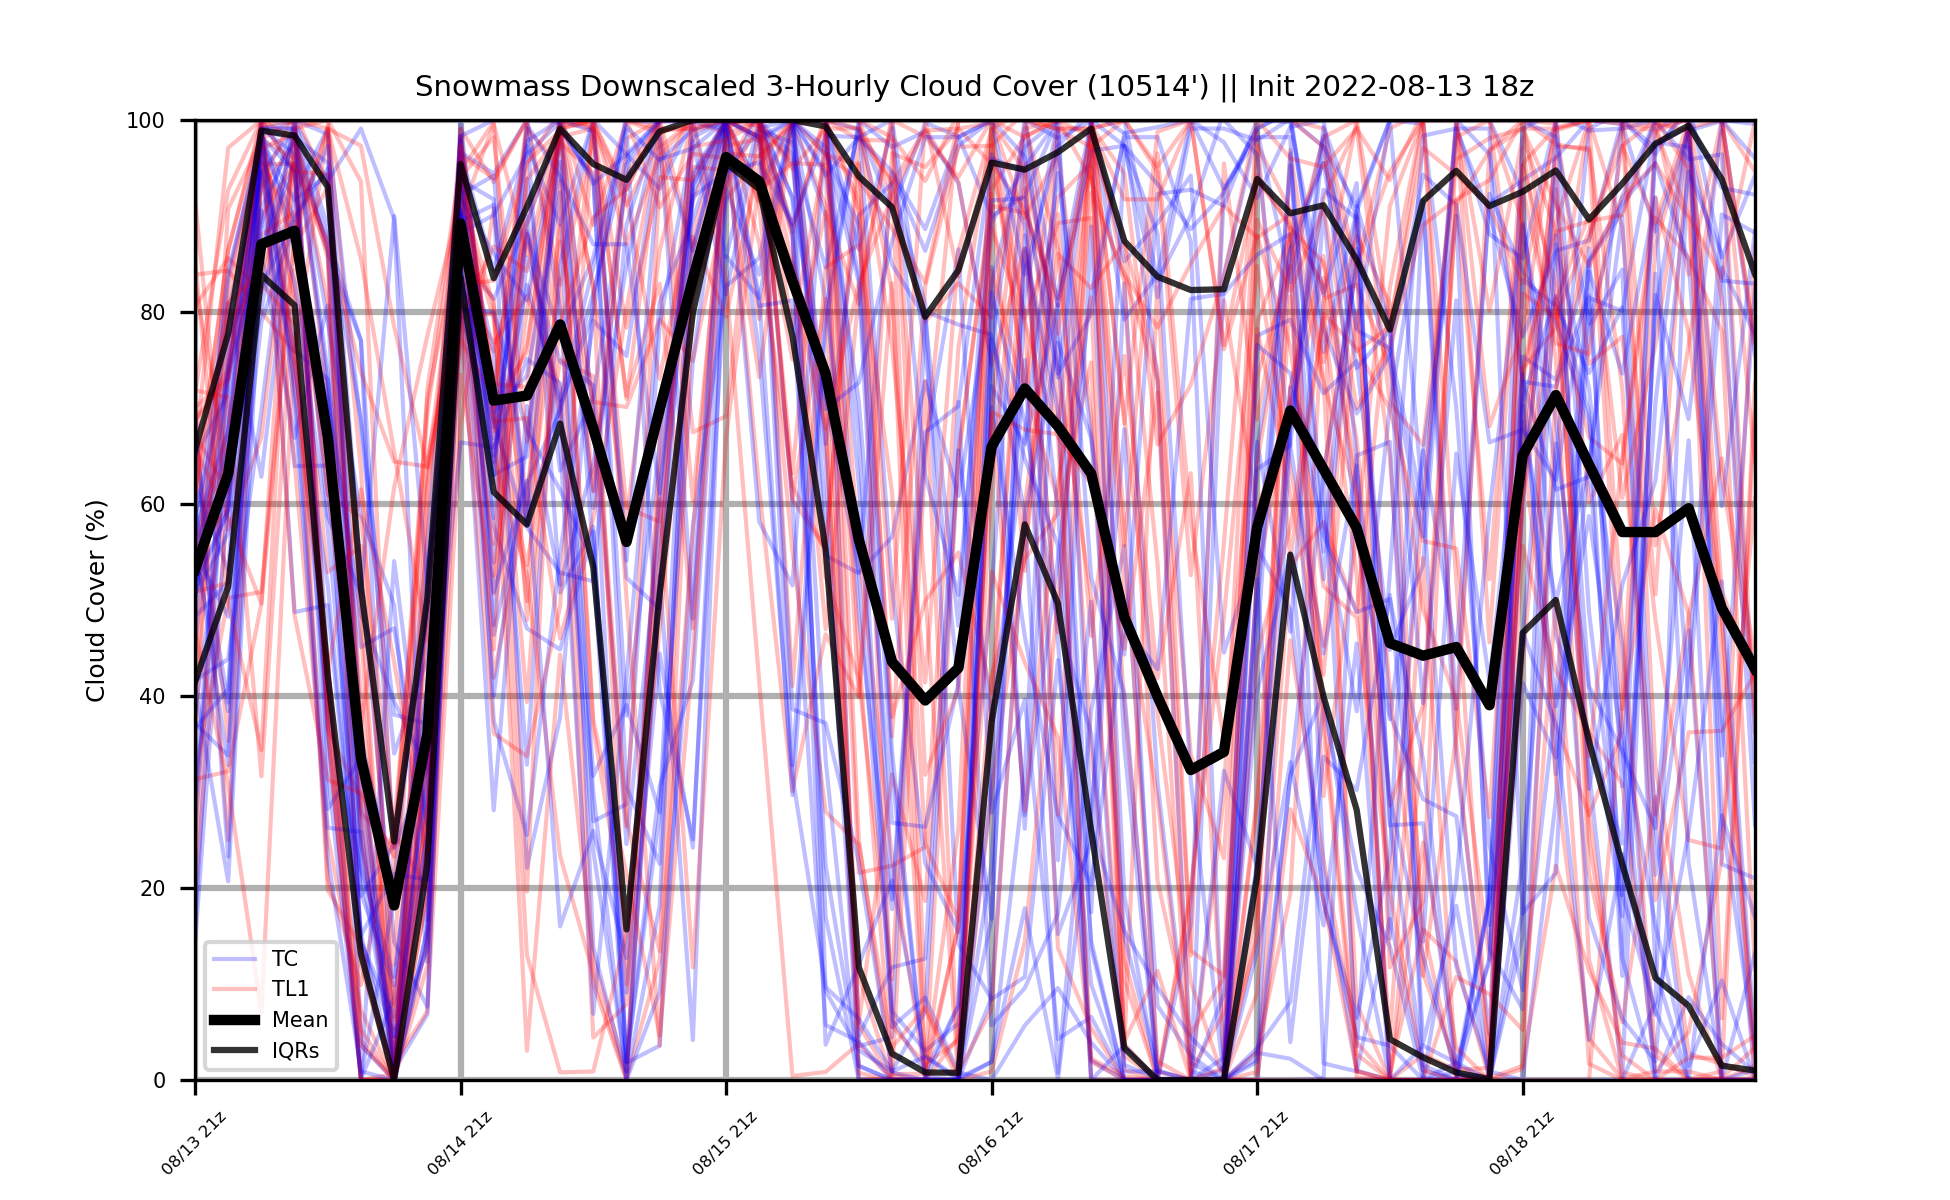 Snowmass Downscaled 3-Hourly Cloud Cover (10514') || Init 2022-08-13 18z
Cloud Cover (%)
100
80
60
40
20
0
TC
TL1
Mean
IQRs
08/13 21z
08/14 21z
08/15 21z
08/16 21z
08/17 21z
08/18 21z